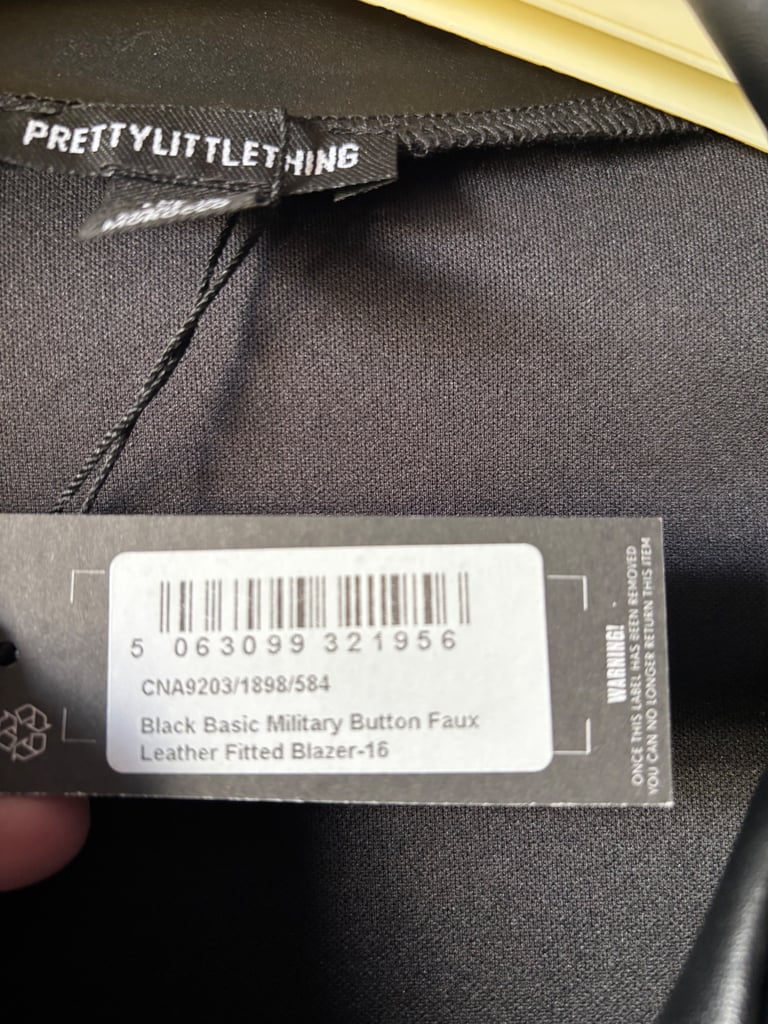 PRETTYLITTLETHING
5 063099 321956
CNA9203/1898/584
Black Basic Military Button Faux
Leather Fitted Blazer-16
WARNING!
ONCE THIS LABEL HAS BEEN REMOVED
YOU CAN NO LONGER RETURN THIS ITEM